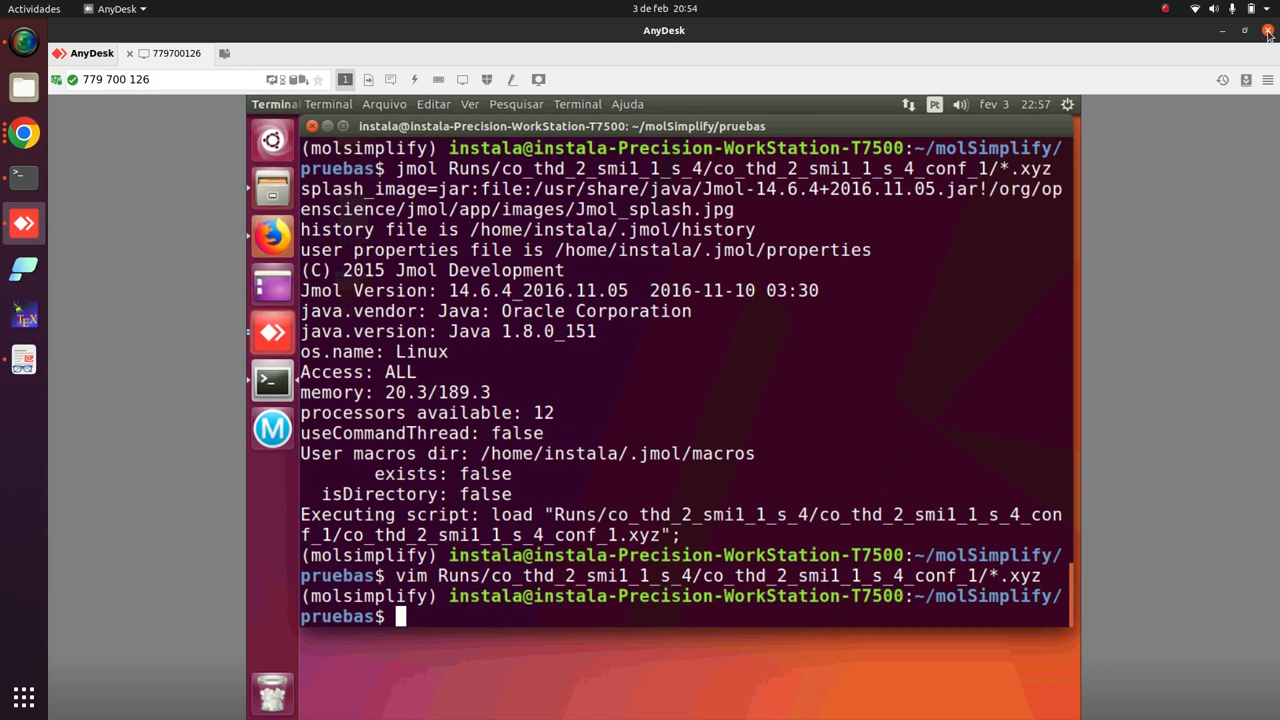 Actividades AnyDesk 3 de feb 20:54
AnyDesk
AnyDesk 779700126
779 700 126 1
Terminal Terminal Arquivo Editar Ver Pesquisar Terminal Ajuda Pt fev 3 22:57
instala@instala-Precision-WorkStation-T7500: ~/molSimplify/pruebas
(molsimplify) instala@instala-Precision-WorkStation-T7500:~/molSimplify/
pruebas$ jmol Runs/co_thd_2_smi1_1_s_4/co_thd_2_smi1_1_s_4_conf_1/*.xyz
splash_image=jar:file:/usr/share/java/Jmol-14.6.4+2016.11.05.jar!/org/op
enscience/jmol/app/images/Jmol_splash.jpg
history file is /home/instala/.jmol/history
user properties file is /home/instala/.jmol/properties
(C) 2015 Jmol Development
Jmol Version: 14.6.4_2016.11.05  2016-11-10 03:30
java.vendor: Java: Oracle Corporation
java.version: Java 1.8.0_151
os.name: Linux
Access: ALL
memory: 20.3/189.3
processors available: 12
useCommandThread: false
User macros dir: /home/instala/.jmol/macros
exists: false
isDirectory: false
Executing script: load "Runs/co_thd_2_smi1_1_s_4/co_thd_2_smi1_1_s_4_con
f_1/co_thd_2_smi1_1_s_4_conf_1.xyz";
(molsimplify) instala@instala-Precision-WorkStation-T7500:~/molSimplify/
pruebas$ vim Runs/co_thd_2_smi1_1_s_4/co_thd_2_smi1_1_s_4_conf_1/*.xyz
(molsimplify) instala@instala-Precision-WorkStation-T7500:~/molSimplify/
pruebas$
M
TEX